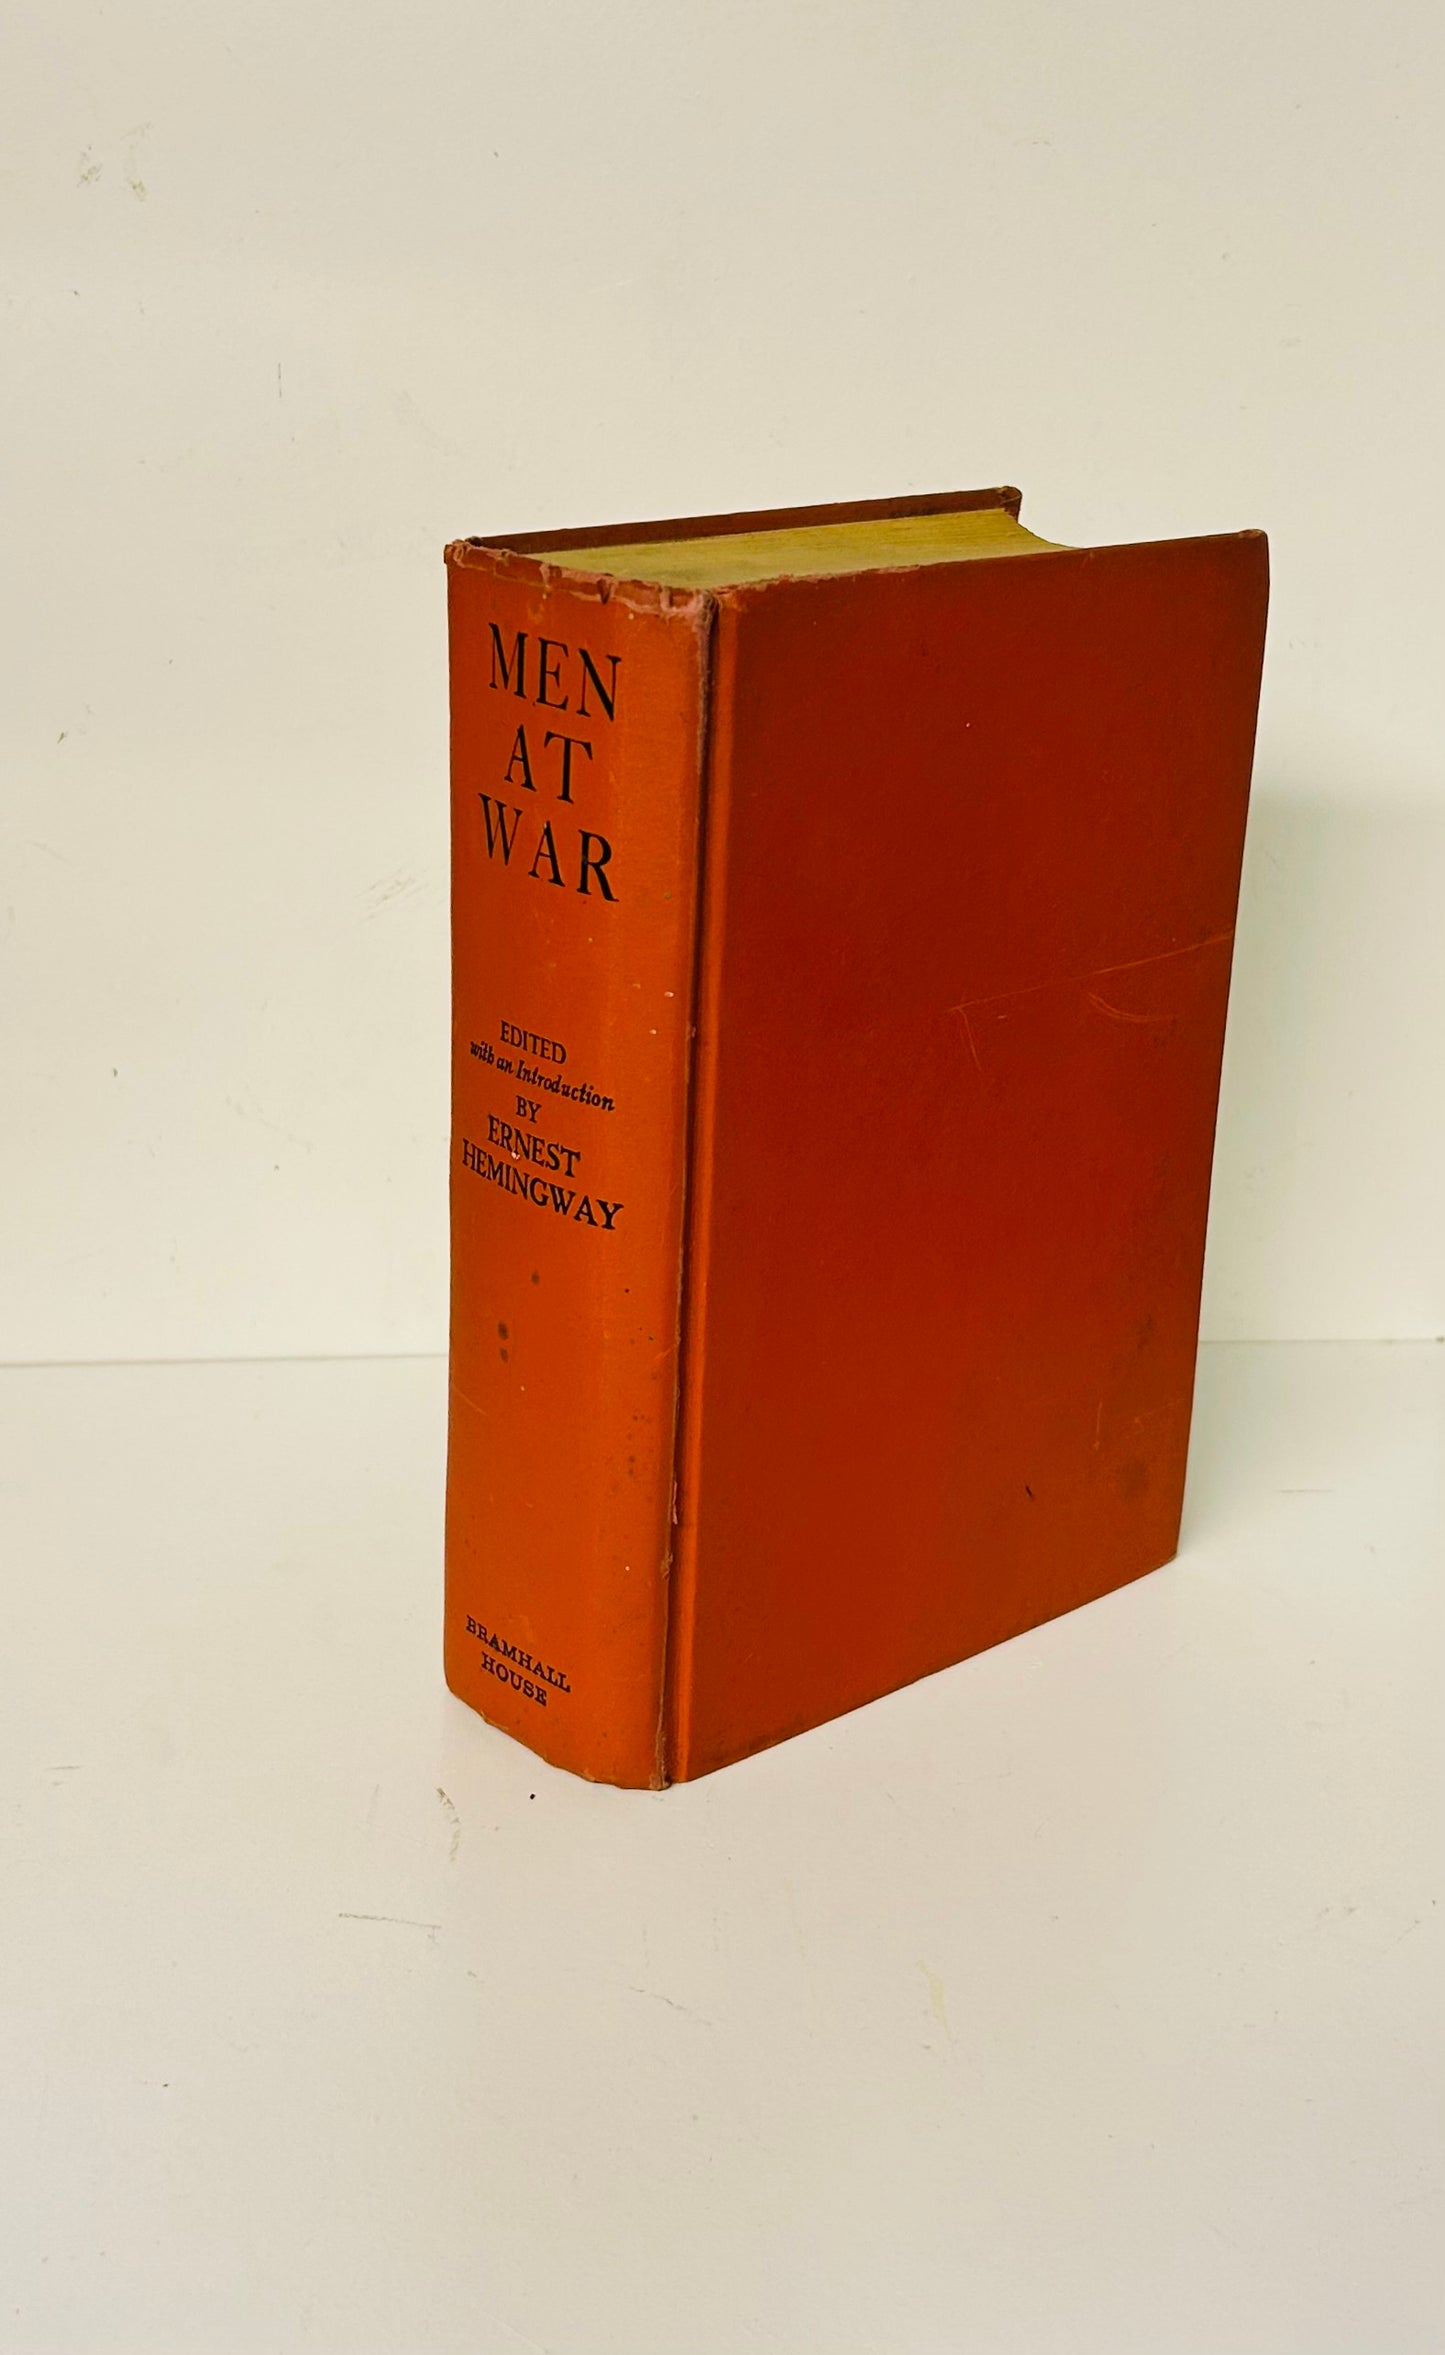 MEN
AT
WAR
EDITED
with an Introduction
BY
ERNEST
HEMINGWAY
BRAMHALL
HOUSE